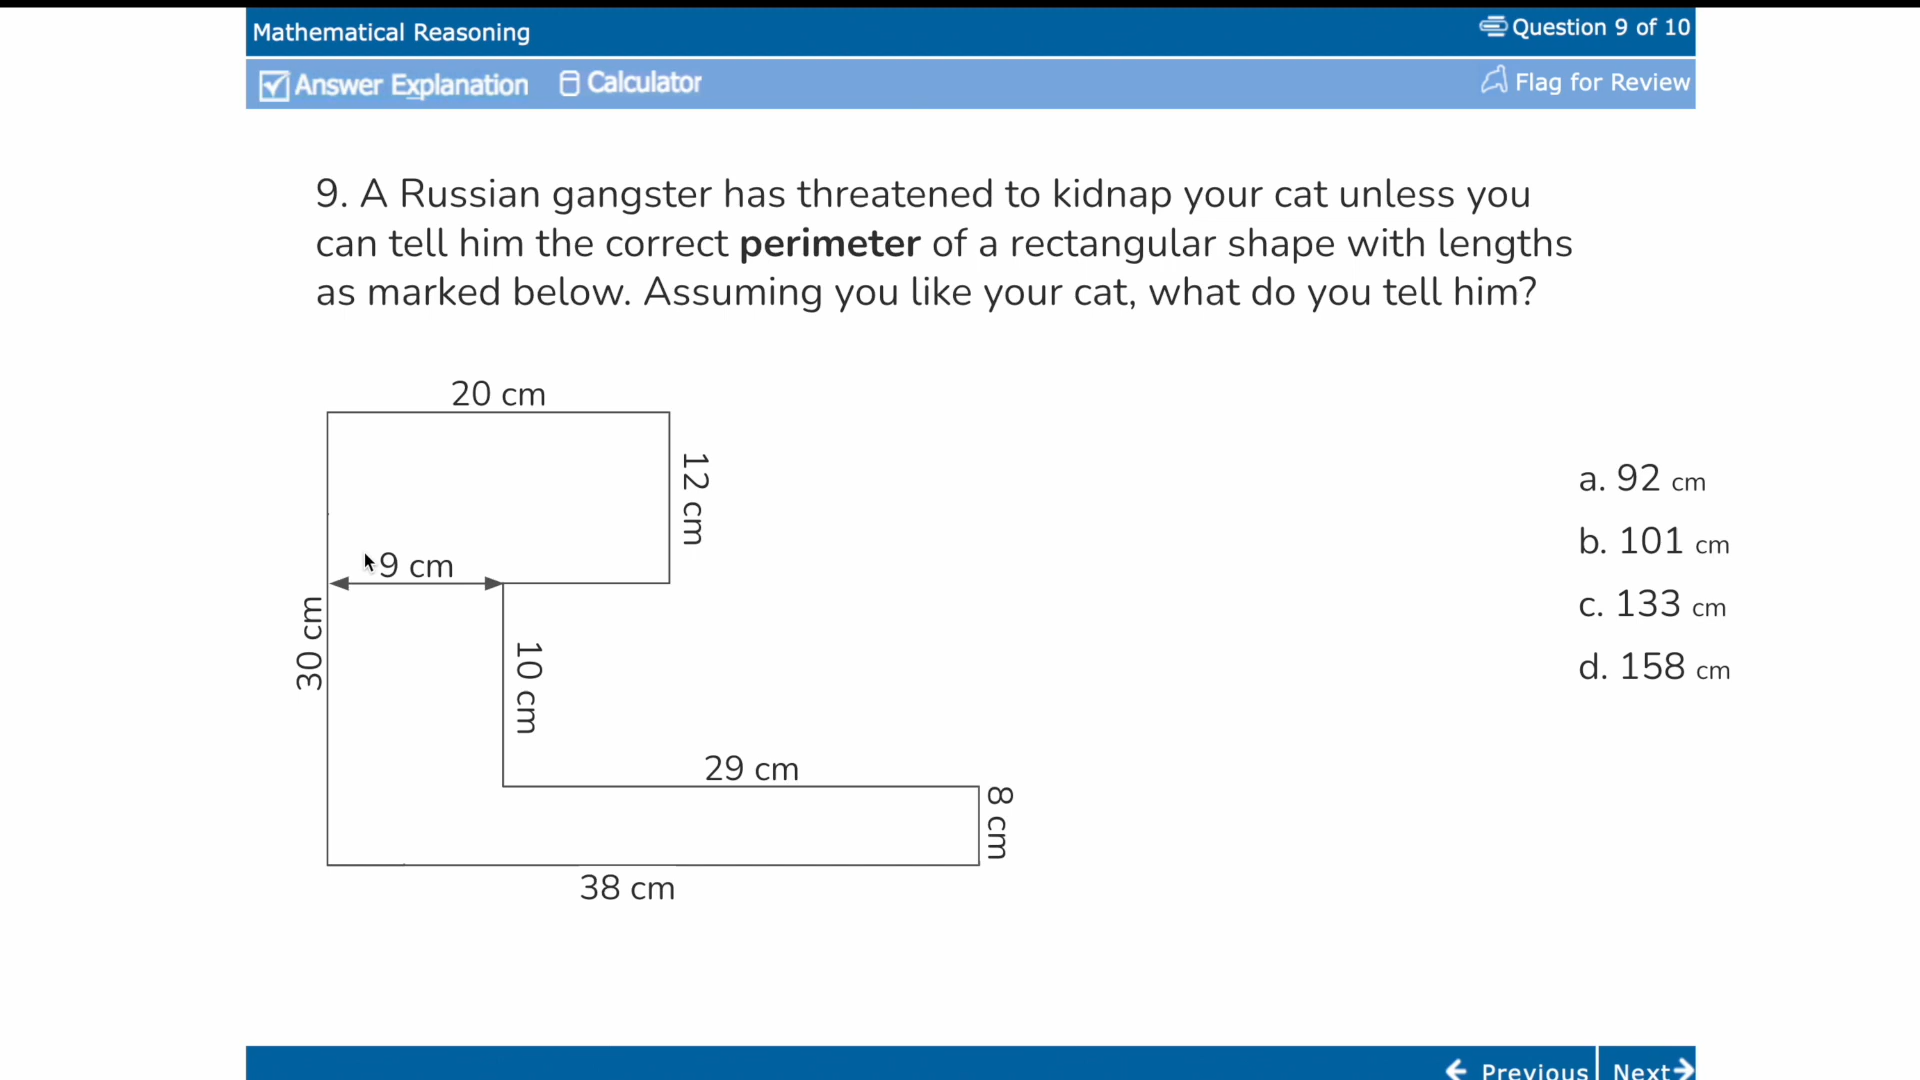 Mathematical Reasoning
Question 9 of 10
Answer Explanation
Calculator
Flag for Review
9. A Russian gangster has threatened to kidnap your cat unless you
can tell him the correct perimeter of a rectangular shape with lengths
as marked below. Assuming you like your cat, what do you tell him?
20 cm
12 cm
9 cm
30 cm
10 cm
29 cm
8 cm
38 cm
a. 92 cm
b. 101 cm
c. 133 cm
d. 158 cm
Previous
Next